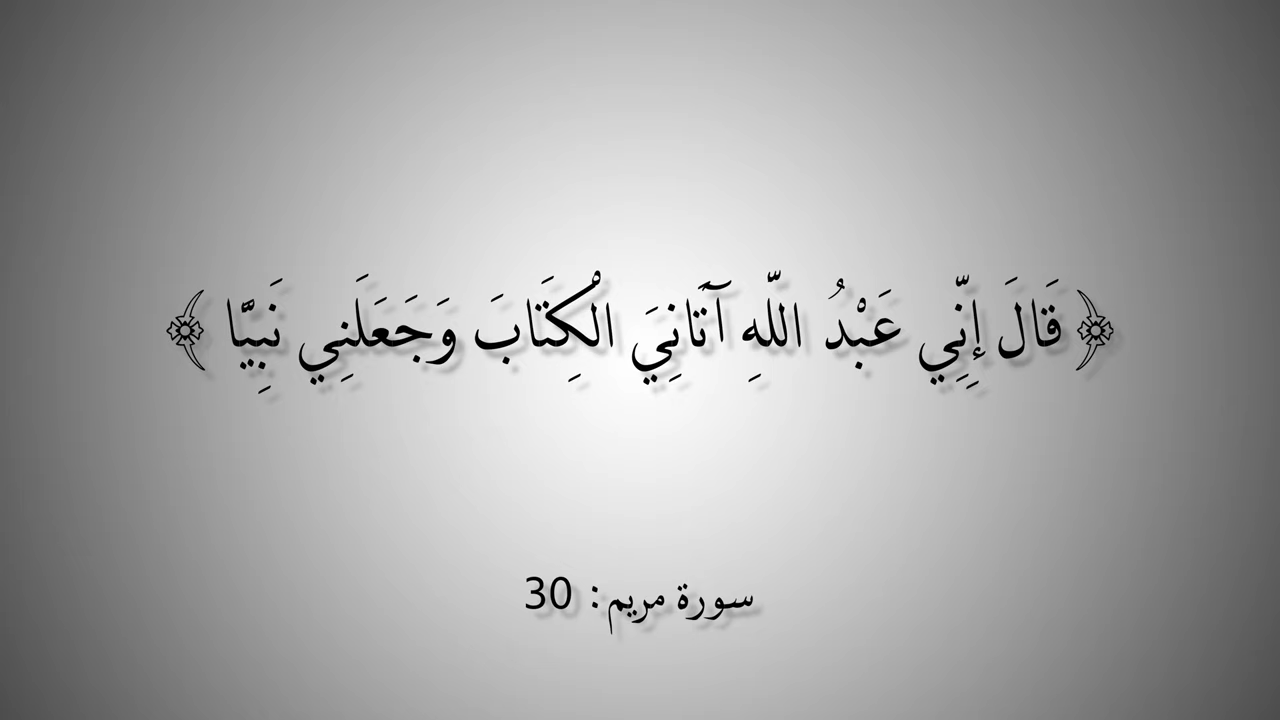 ﴿قَالَ إِنِّي عَبْدُ اللّهِ آتَانِيَ الْكِتَابَ وَجَعَلَنِي نَبِيًّا﴾
سورة مريم: 30